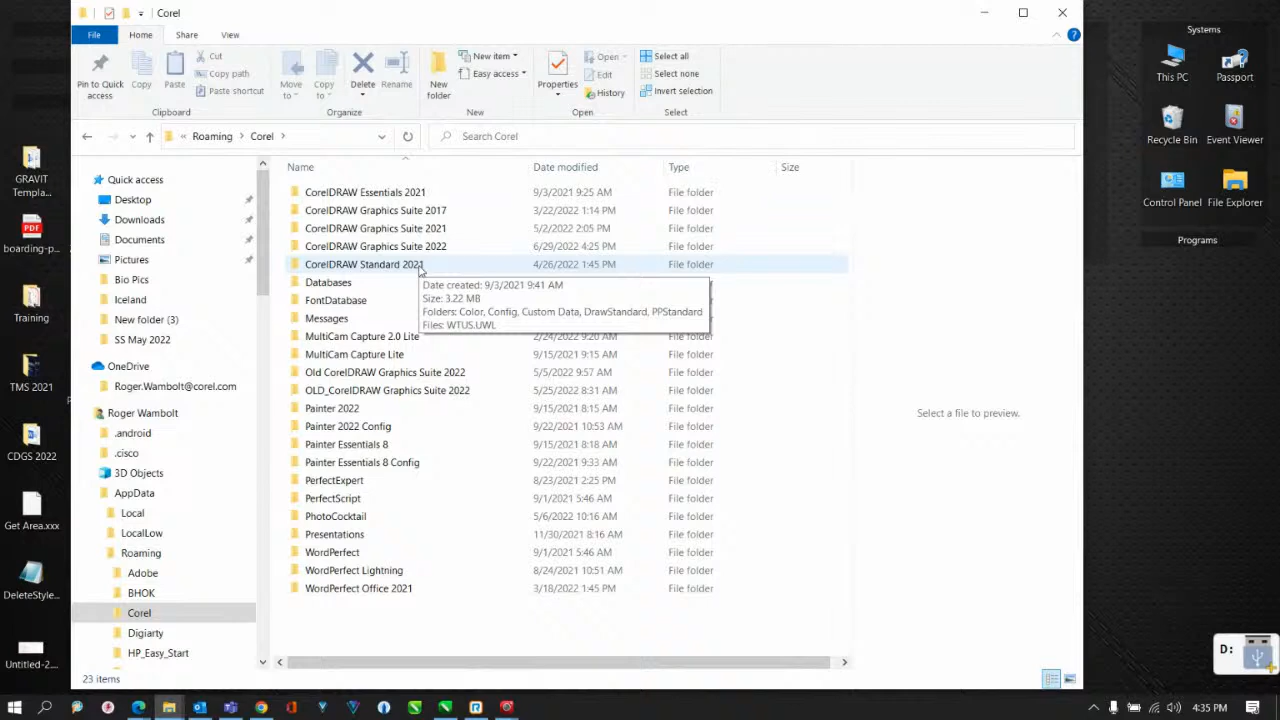 Corel
File
Home
Share
View
Pin to Quick access
Copy
Paste
Cut
Copy path
Paste shortcut
Clipboard
Move to
Copy to
Delete
Rename
Organize
New folder
New item
Easy access
New
Properties
Open
Edit
History
Open
Select all
Select none
Invert selection
Select
« Roaming > Corel >
Search Corel
Quick access
Desktop
Downloads
Documents
Pictures
Bio Pics
Iceland
New folder (3)
SS May 2022
OneDrive
Roger.Wambolt@corel.com
Roger Wambolt
.android
.cisco
3D Objects
AppData
Local
LocalLow
Roaming
Adobe
BHOK
Corel
Digiarty
HP_Easy_Start
Name Date modified Type Size
CorelDRAW Essentials 2021 9/3/2021 9:25 AM File folder
CorelDRAW Graphics Suite 2017 3/22/2022 1:14 PM File folder
CorelDRAW Graphics Suite 2021 5/2/2022 2:05 PM File folder
CorelDRAW Graphics Suite 2022 6/29/2022 4:25 PM File folder
CorelDRAW Standard 2021 4/26/2022 1:45 PM File folder
Databases
Date created: 9/3/2021 9:41 AM
FontDatabase
Size: 3.22 MB
Folders: Color, Config, Custom Data, DrawStandard, PPStandard
Messages
Files: WTUS.UWL
MultiCam Capture 2.0 Lite 2/24/2022 9:20 AM File folder
MultiCam Capture Lite 9/15/2021 9:15 AM File folder
Old CorelDRAW Graphics Suite 2022 5/5/2022 9:57 AM File folder
OLD_CorelDRAW Graphics Suite 2022 5/25/2022 8:31 AM File folder
Painter 2022 9/15/2021 8:15 AM File folder
Painter 2022 Config 9/22/2021 10:53 AM File folder
Painter Essentials 8 9/15/2021 8:18 AM File folder
Painter Essentials 8 Config 9/22/2021 9:33 AM File folder
PerfectExpert 8/23/2021 2:25 PM File folder
PerfectScript 9/1/2021 5:46 AM File folder
PhotoCocktail 5/6/2022 10:16 AM File folder
Presentations 11/30/2021 8:16 AM File folder
WordPerfect 9/1/2021 5:46 AM File folder
WordPerfect Lightning 8/24/2021 10:51 AM File folder
WordPerfect Office 2021 3/18/2022 1:45 PM File folder
Select a file to preview.
23 items
GRAVIT
Templa...
boarding-p...
Training
TMS 2021
CDGS 2022
Get Area.xxx
DeleteStyle...
Untitled-2...
Systems
This PC
Passport
Recycle Bin
Event Viewer
Control Panel
File Explorer
Programs
D:
4:35 PM